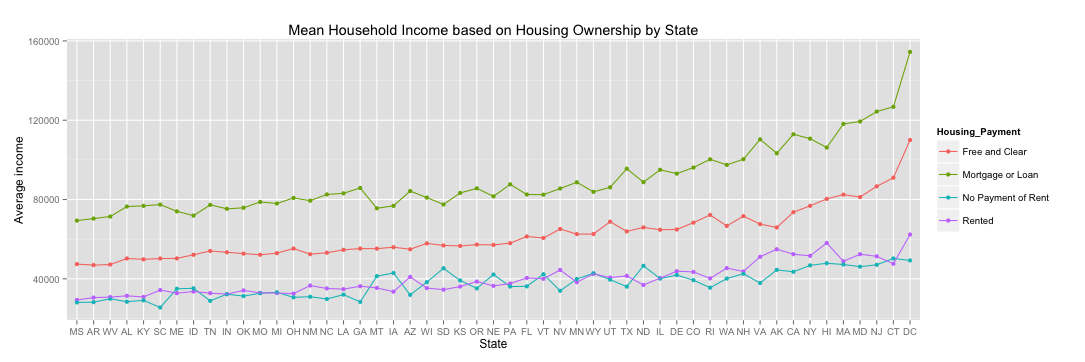 Mean Household Income based on Housing Ownership by State
160000
120000
80000
40000
Average income
MS AR WV AL KY SC ME ID TN IN OK MO MI OH NM NC LA GA MT IA AZ WI SD KS OR NE PA FL VT NV MN WY UT TX ND IL DE CO RI WA NH VA AK CA NY HI MA MD NJ CT DC
State
Housing_Payment
Free and Clear
Mortgage or Loan
No Payment of Rent
Rented